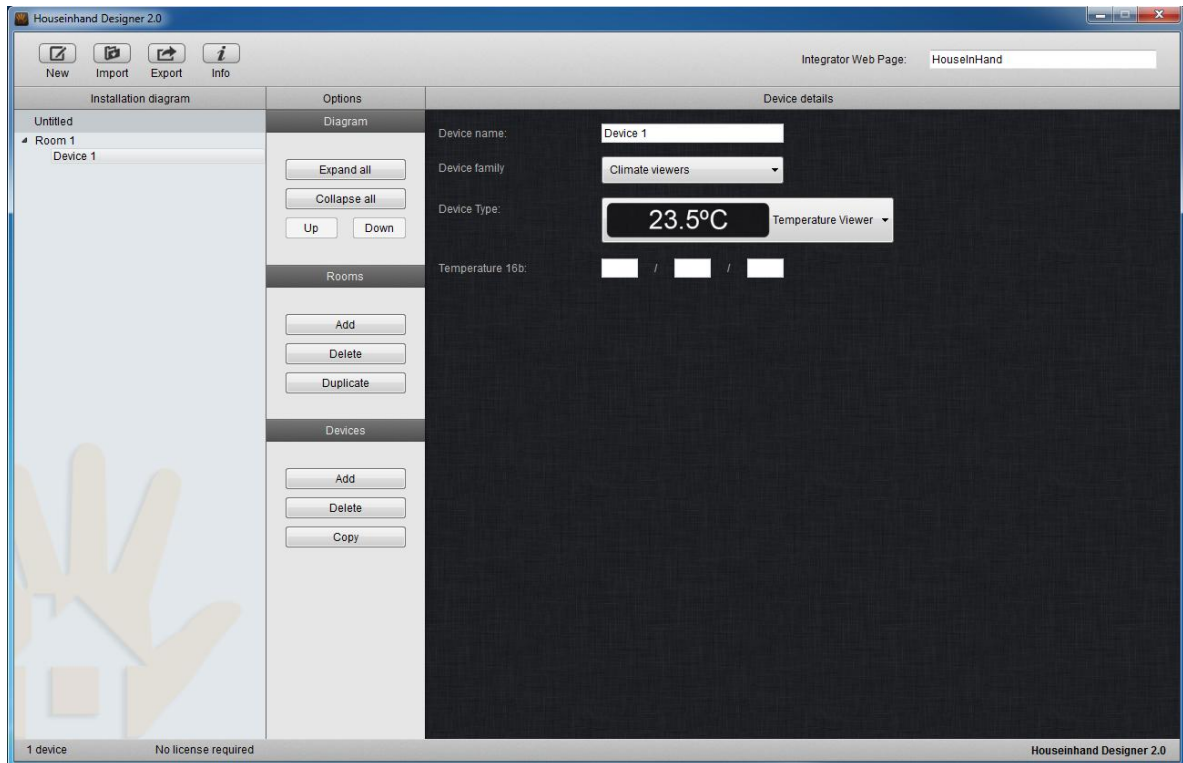 Houseinhand Designer 2.0
New Import Export Info
Integrator Web Page: HouseInHand
Installation diagram Options Device details
Untitled
Room 1
Device 1
Diagram
Expand all
Collapse all
Up Down
Rooms
Add
Delete
Duplicate
Devices
Add
Delete
Copy
Device name: Device 1
Device family Climate viewers
Device Type: 23.5ºC Temperature Viewer
Temperature 16b: / /
1 device No license required Houseinhand Designer 2.0